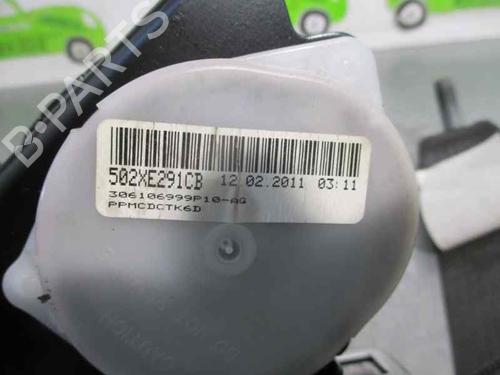 B-PARTS
502XE291CB 12.02.2011 03:11
306106999P10-AG
PPMCDCTK6D